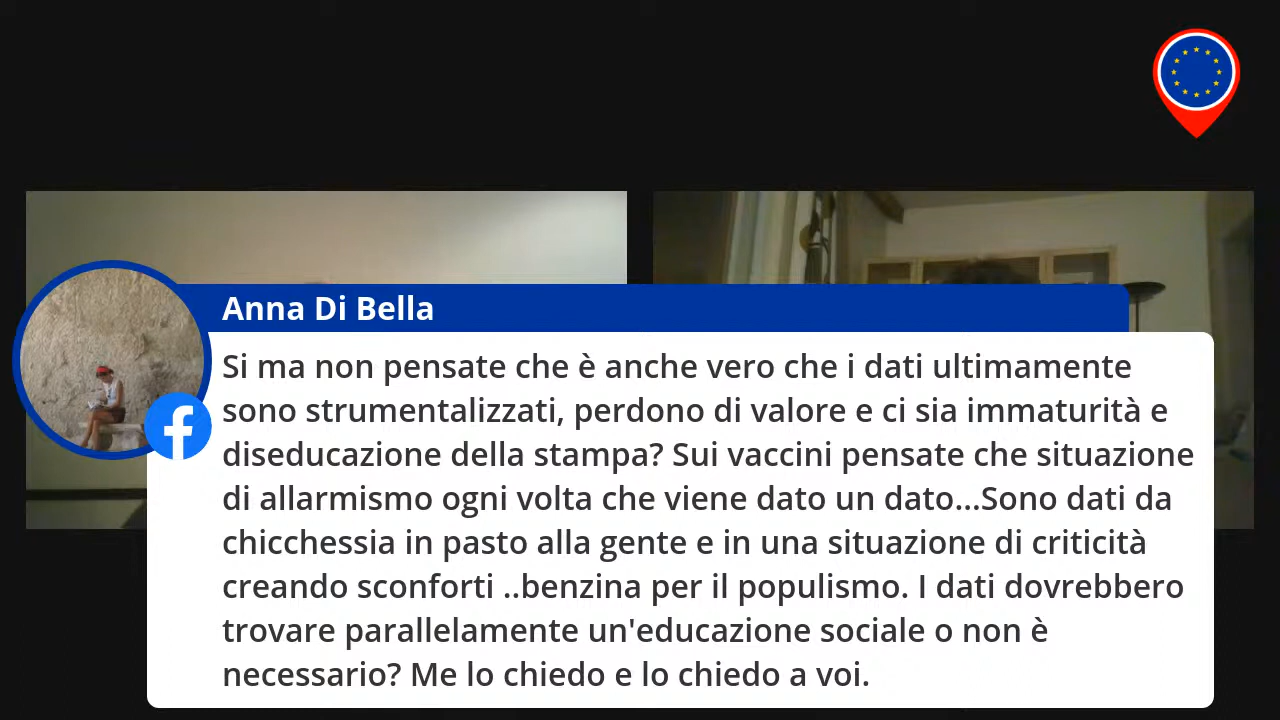 Anna Di Bella
Si ma non pensate che è anche vero che i dati ultimamente
sono strumentalizzati, perdono di valore e ci sia immaturità e
diseducazione della stampa? Sui vaccini pensate che situazione
di allarmismo ogni volta che viene dato un dato...Sono dati da
chicchessia in pasto alla gente e in una situazione di criticità
creando sconforti ..benzina per il populismo. I dati dovrebbero
trovare parallelamente un'educazione sociale o non è
necessario? Me lo chiedo e lo chiedo a voi.